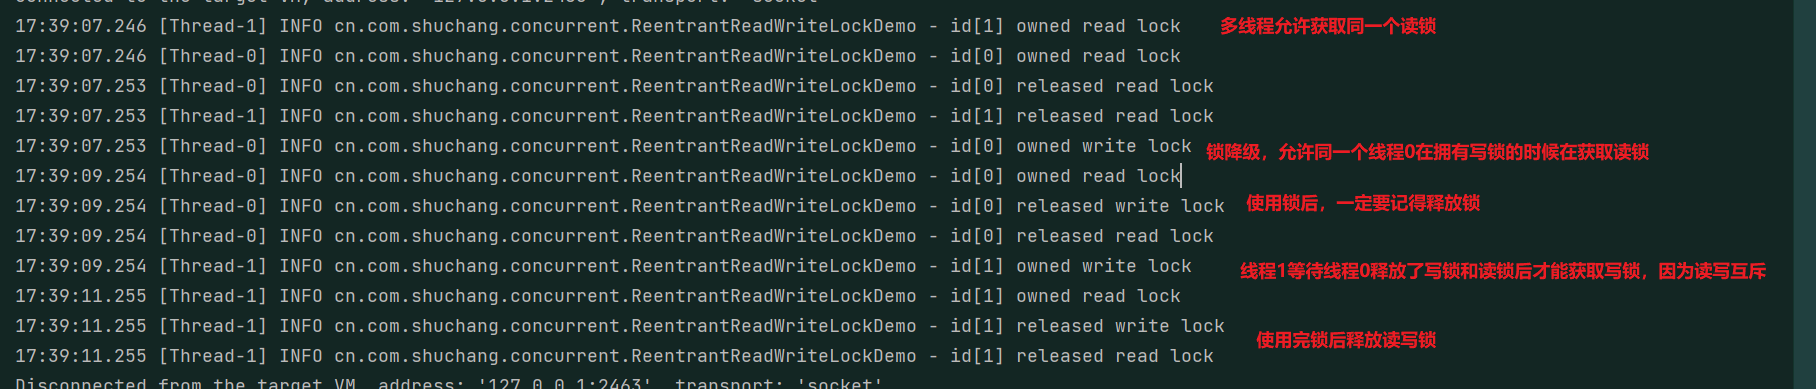 17:39:07.246 [Thread-1] INFO cn.com.shuchang.concurrent.ReentrantReadWriteLockDemo - id[1] owned read lock 多线程允许获取同一个读锁
17:39:07.246 [Thread-0] INFO cn.com.shuchang.concurrent.ReentrantReadWriteLockDemo - id[0] owned read lock
17:39:07.253 [Thread-0] INFO cn.com.shuchang.concurrent.ReentrantReadWriteLockDemo - id[0] released read lock
17:39:07.253 [Thread-1] INFO cn.com.shuchang.concurrent.ReentrantReadWriteLockDemo - id[1] released read lock
17:39:07.253 [Thread-0] INFO cn.com.shuchang.concurrent.ReentrantReadWriteLockDemo - id[0] owned write lock 锁降级，允许同一个线程0在拥有写锁的时候在获取读锁
17:39:09.254 [Thread-0] INFO cn.com.shuchang.concurrent.ReentrantReadWriteLockDemo - id[0] owned read lock
17:39:09.254 [Thread-0] INFO cn.com.shuchang.concurrent.ReentrantReadWriteLockDemo - id[0] released write lock 使用锁后，一定要记得释放锁
17:39:09.254 [Thread-0] INFO cn.com.shuchang.concurrent.ReentrantReadWriteLockDemo - id[0] released read lock
17:39:09.254 [Thread-1] INFO cn.com.shuchang.concurrent.ReentrantReadWriteLockDemo - id[1] owned write lock 线程1等待线程0释放了写锁和读锁后才能获取写锁，因为读写互斥
17:39:11.255 [Thread-1] INFO cn.com.shuchang.concurrent.ReentrantReadWriteLockDemo - id[1] owned read lock
17:39:11.255 [Thread-1] INFO cn.com.shuchang.concurrent.ReentrantReadWriteLockDemo - id[1] released write lock 使用完锁后释放读写锁
17:39:11.255 [Thread-1] INFO cn.com.shuchang.concurrent.ReentrantReadWriteLockDemo - id[1] released read lock
Disconnected from the target VM, address: '127.0.0.1:2463', transport: 'socket'